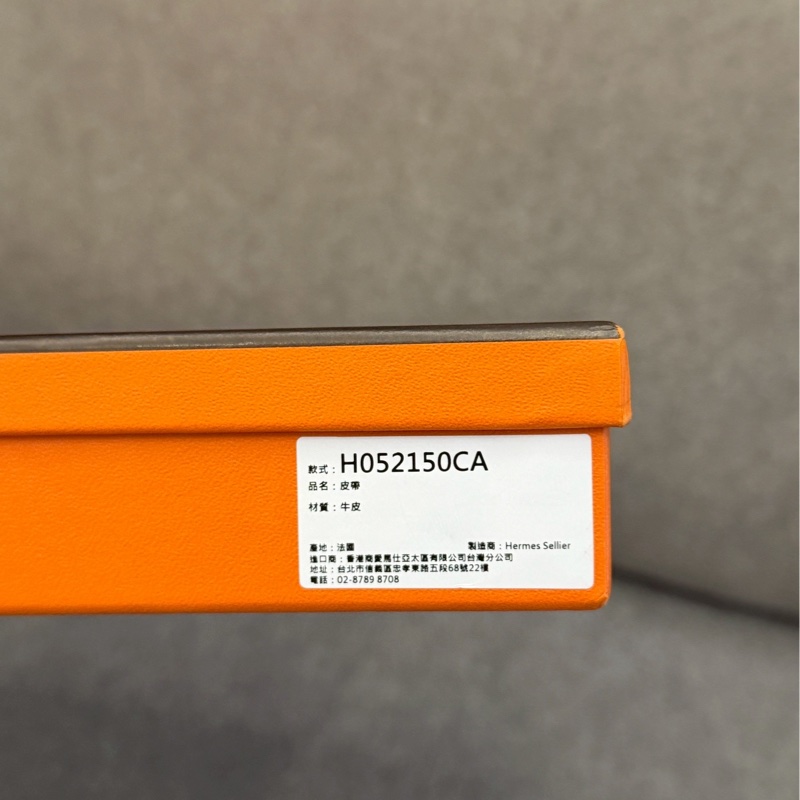 款式：H052150CA
品名：皮帶
材質：牛皮
產地：法國 製造商：Hermes Sellier
進口商：香港商愛馬仕亞太區有限公司台灣分公司
地址：台北市信義區忠孝東路五段68號22樓
電話：02-8789 8708